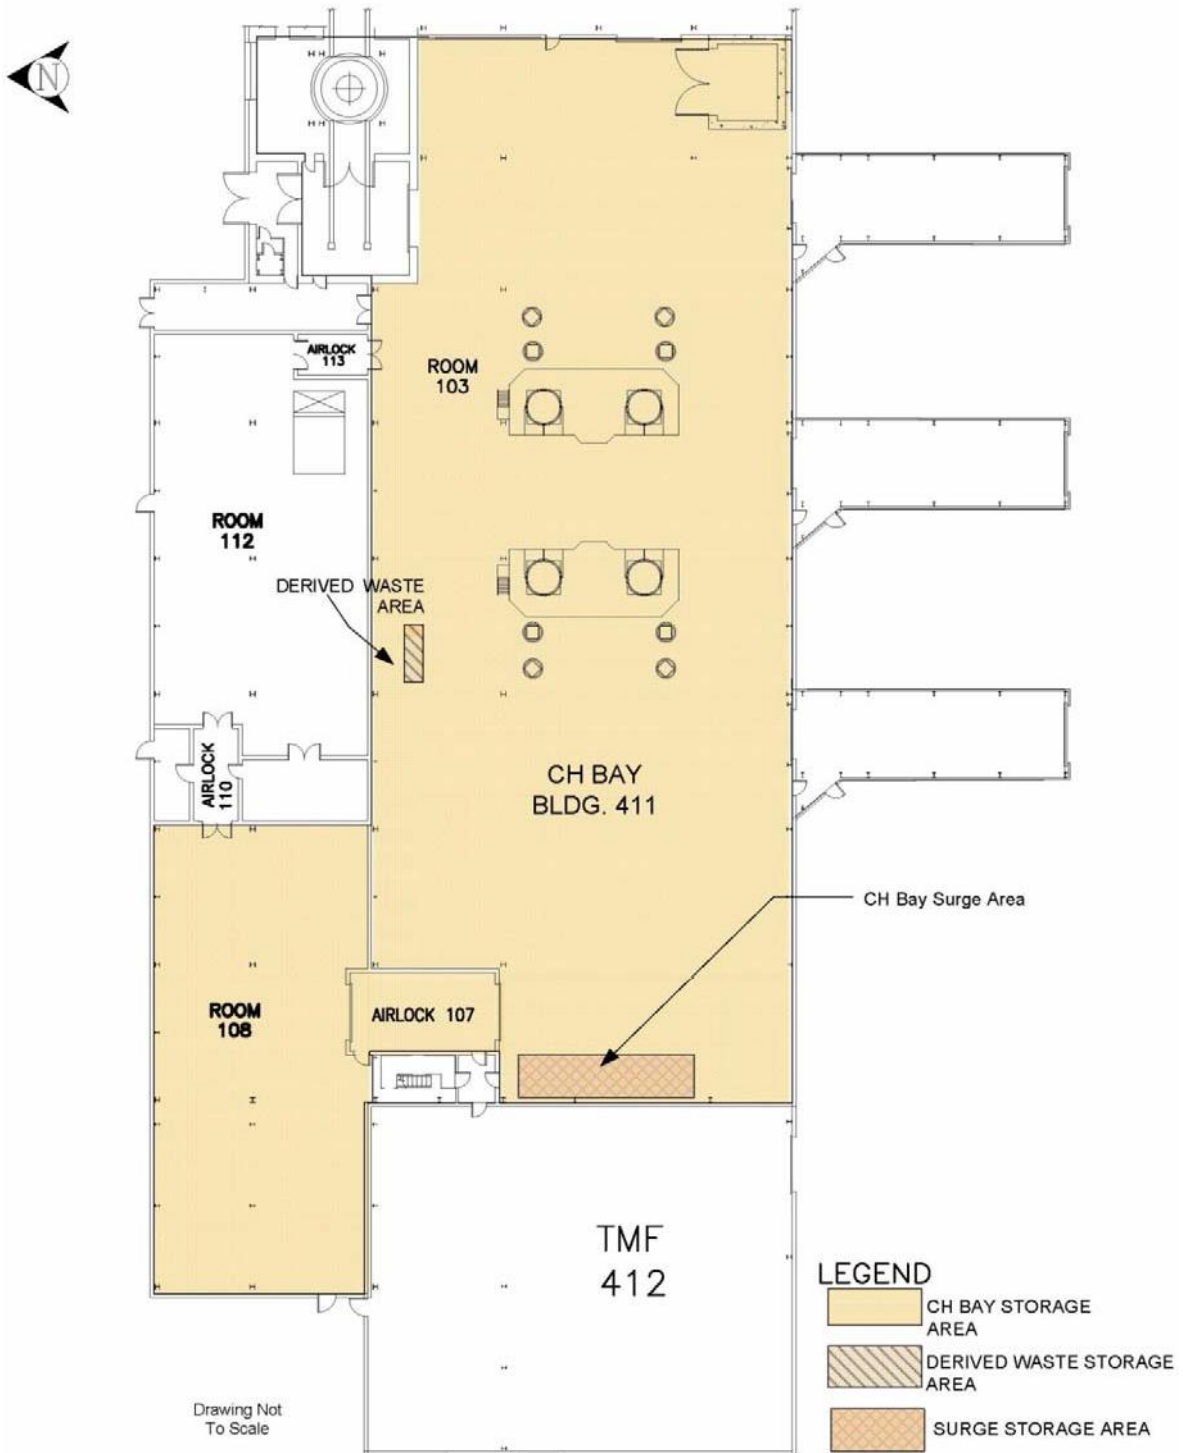 N
AIRLOCK
113
ROOM
103
ROOM
112
DERIVED WASTE
AREA
AIRLOCK
110
CH BAY
BLDG. 411
CH Bay Surge Area
ROOM
108
AIRLOCK 107
TMF
412
LEGEND
CH BAY STORAGE
AREA
DERIVED WASTE STORAGE
AREA
SURGE STORAGE AREA
Drawing Not
To Scale